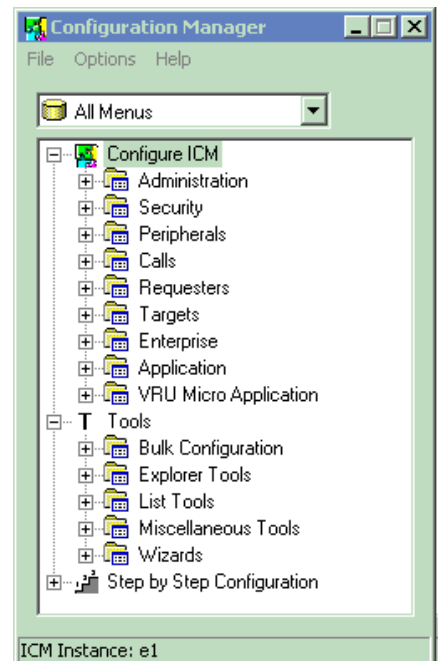 Configuration Manager
File Options Help
All Menus
Configure ICM
Administration
Security
Peripherals
Calls
Requesters
Targets
Enterprise
Application
VRU Micro Application
T Tools
Bulk Configuration
Explorer Tools
List Tools
Miscellaneous Tools
Wizards
Step by Step Configuration
ICM Instance: e1